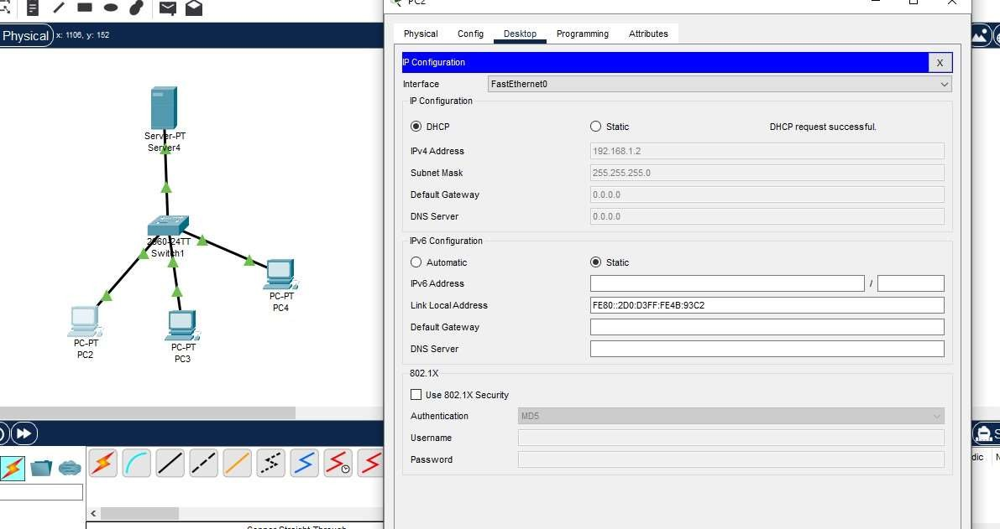 PC2
Physical
x: 1106, y: 152
Physical Config Desktop Programming Attributes
IP Configuration X
Interface FastEthernet0
IP Configuration
DHCP Static DHCP request successful.
IPv4 Address 192.168.1.2
Subnet Mask 255.255.255.0
Default Gateway 0.0.0.0
DNS Server 0.0.0.0
IPv6 Configuration
Automatic Static
IPv6 Address /
Link Local Address FE80::2D0:D3FF:FE4B:93C2
Default Gateway
DNS Server
802.1X
Use 802.1X Security
Authentication MD5
Username
Password
Server-PT
Server4
2960-24TT
Switch1
PC-PT
PC4
PC-PT
PC2
PC-PT
PC3
Copper Straight-Through